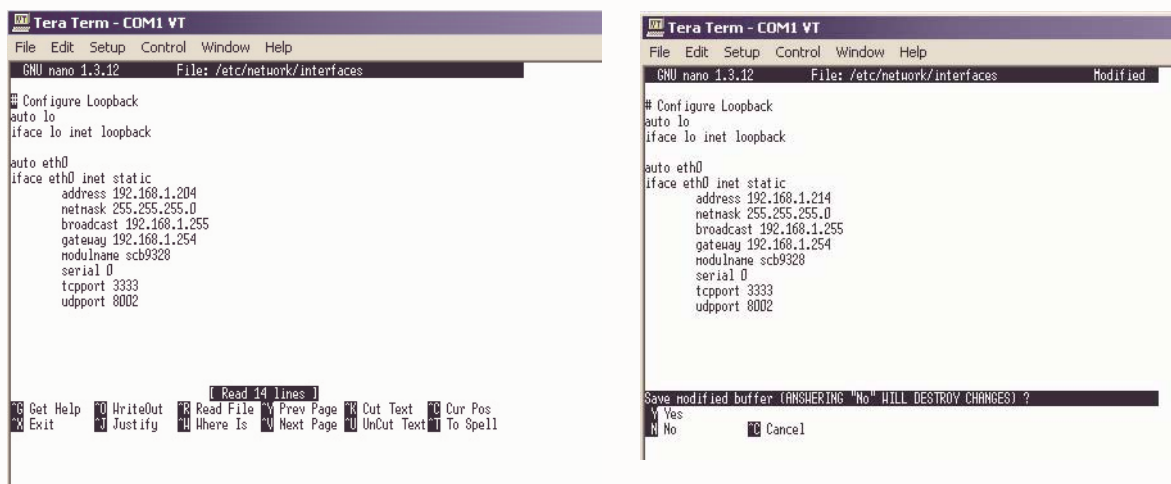 Tera Term - COM1 VT
File Edit Setup Control Window Help
GNU nano 1.3.12 File: /etc/network/interfaces
# Configure Loopback
auto lo
iface lo inet loopback
auto eth0
iface eth0 inet static
address 192.168.1.204
netmask 255.255.255.0
broadcast 192.168.1.255
gateway 192.168.1.254
modulname scb9328
serial 0
tcpport 3333
udpport 8002
[ Read 14 lines ]
^G Get Help ^O WriteOut ^R Read File ^Y Prev Page ^K Cut Text ^C Cur Pos
^X Exit ^J Justify ^W Where Is ^V Next Page ^U UnCut Text ^T To Spell
Tera Term - COM1 VT
File Edit Setup Control Window Help
GNU nano 1.3.12 File: /etc/network/interfaces Modified
# Configure Loopback
auto lo
iface lo inet loopback
auto eth0
iface eth0 inet static
address 192.168.1.214
netmask 255.255.255.0
broadcast 192.168.1.255
gateway 192.168.1.254
modulname scb9328
serial 0
tcpport 3333
udpport 8002
Save modified buffer (ANSWERING "No" WILL DESTROY CHANGES) ?
Y Yes
N No ^C Cancel